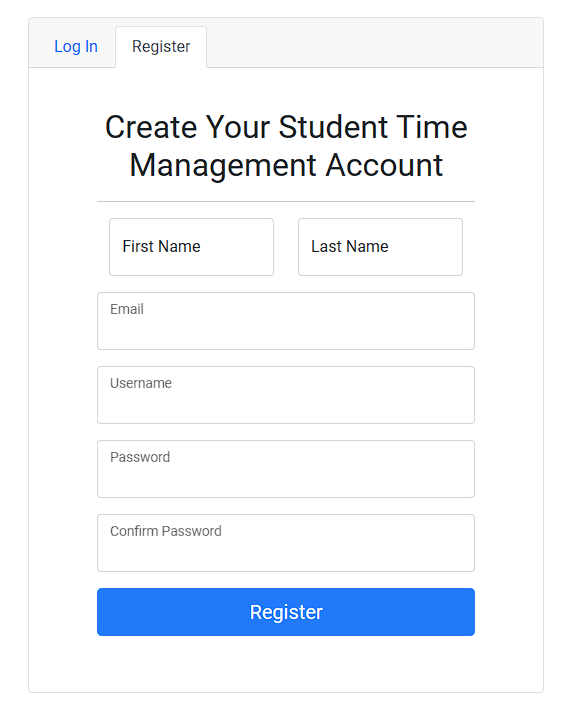 Log In Register
Create Your Student Time
Management Account
First Name Last Name
Email
Username
Password
Confirm Password
Register